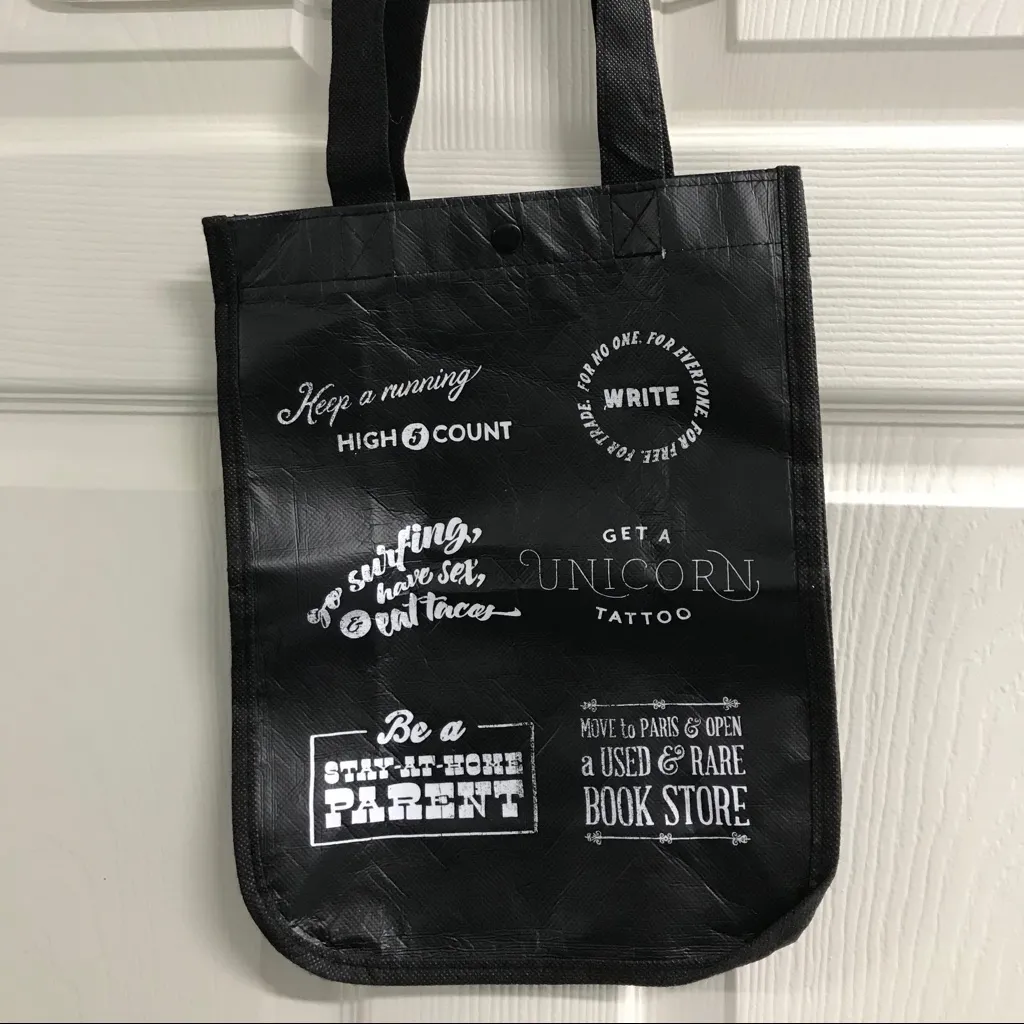 Keep a running
HIGH 5 COUNT
FOR NO ONE. FOR EVERYONE. FOR FREE. FOR TRADE.
WRITE
go surfing,
have sex,
& eat tacos
GET A
UNICORN
TATTOO
Be a
STAY-AT-HOME
PARENT
MOVE to PARIS & OPEN
a USED & RARE
BOOK STORE